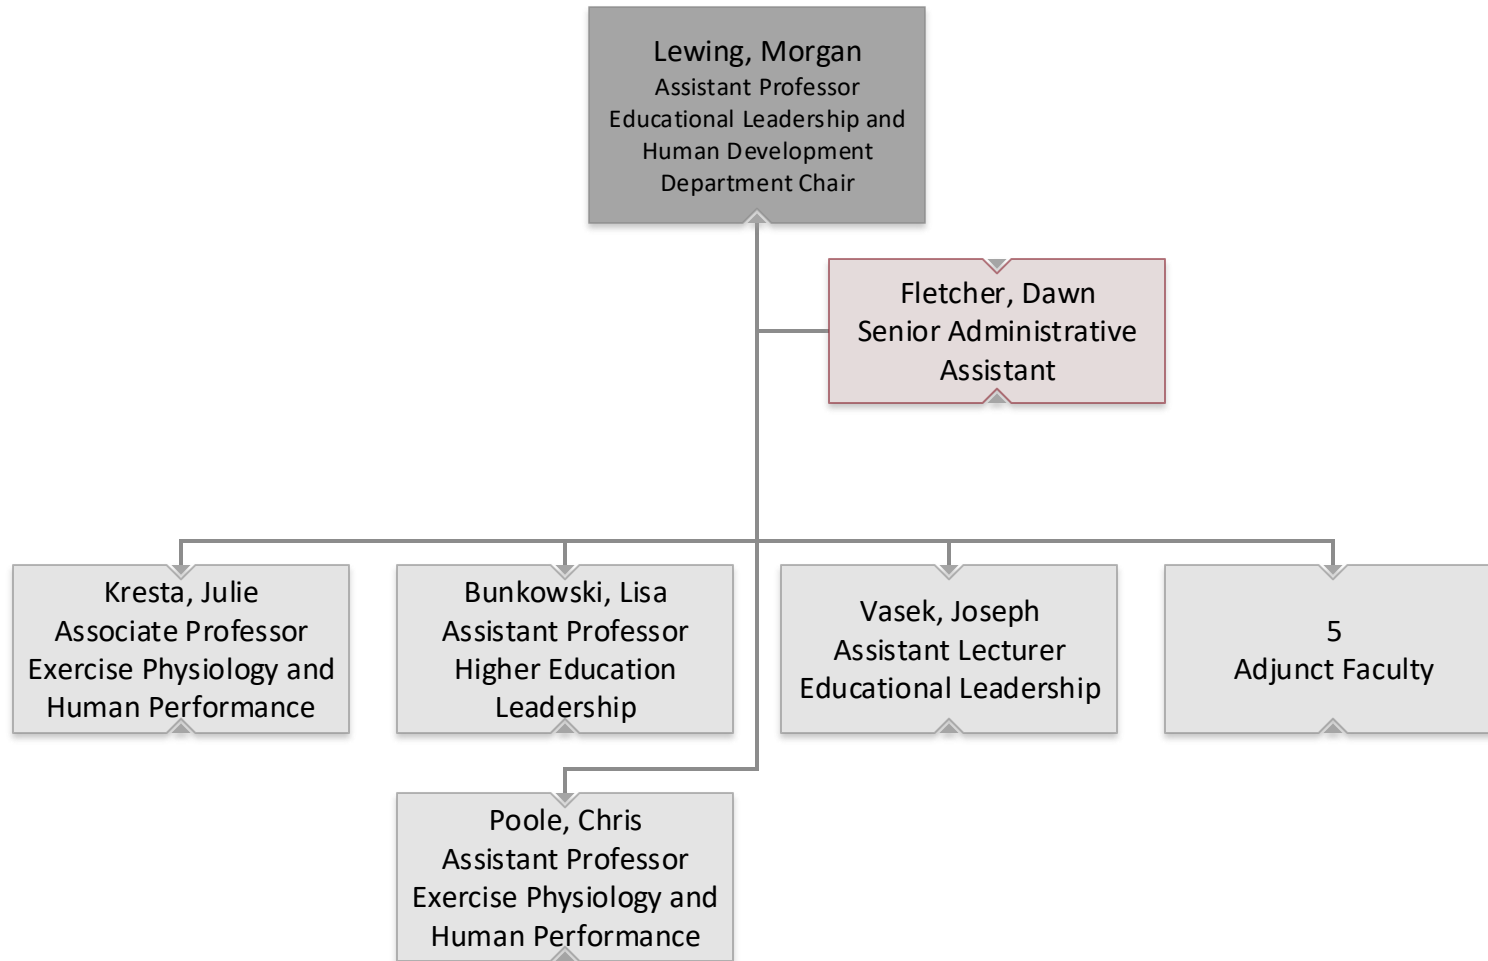 Lewing, Morgan
Assistant Professor
Educational Leadership and
Human Development
Department Chair
Fletcher, Dawn
Senior Administrative
Assistant
Kresta, Julie
Associate Professor
Exercise Physiology and
Human Performance
Bunkowski, Lisa
Assistant Professor
Higher Education
Leadership
Vasek, Joseph
Assistant Lecturer
Educational Leadership
5
Adjunct Faculty
Poole, Chris
Assistant Professor
Exercise Physiology and
Human Performance